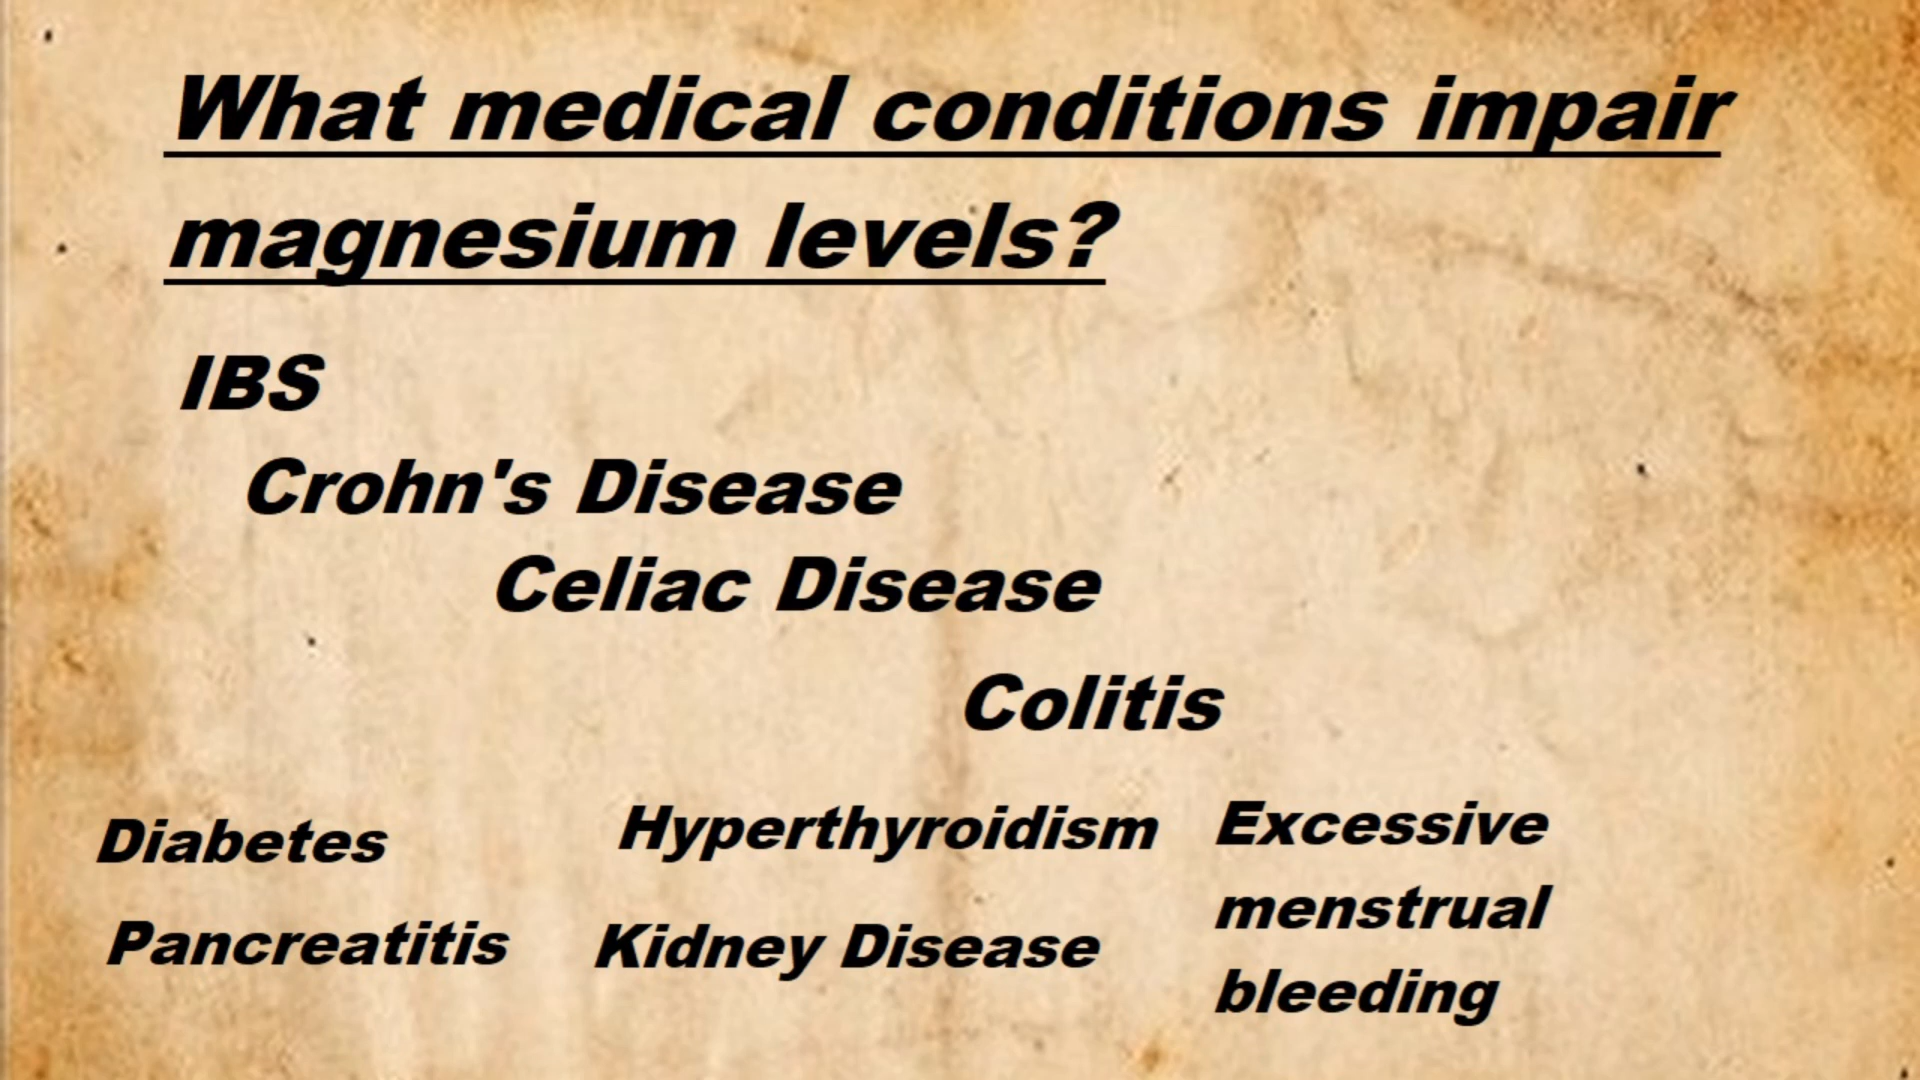 What medical conditions impair
magnesium levels?
IBS
Crohn's Disease
Celiac Disease
Colitis
Diabetes
Pancreatitis
Hyperthyroidism
Kidney Disease
Excessive
menstrual
bleeding